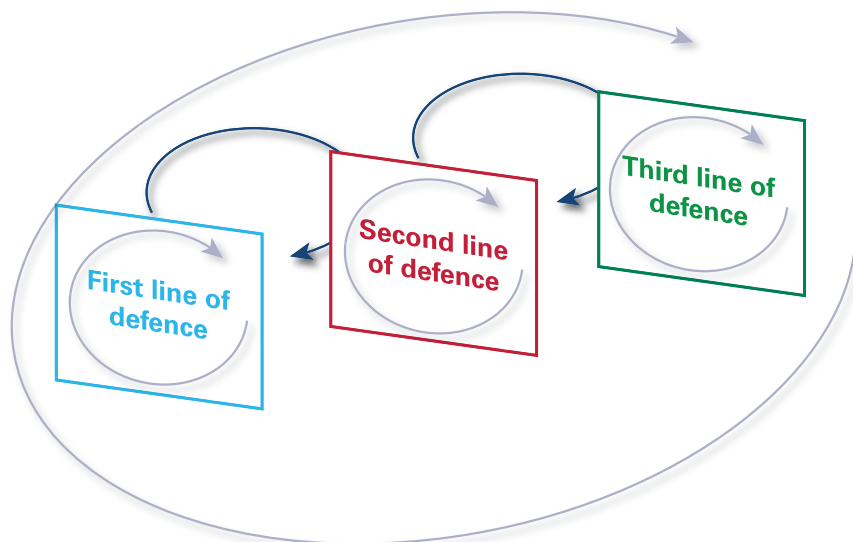 First line of
defence
Second line
of defence
Third line of
defence